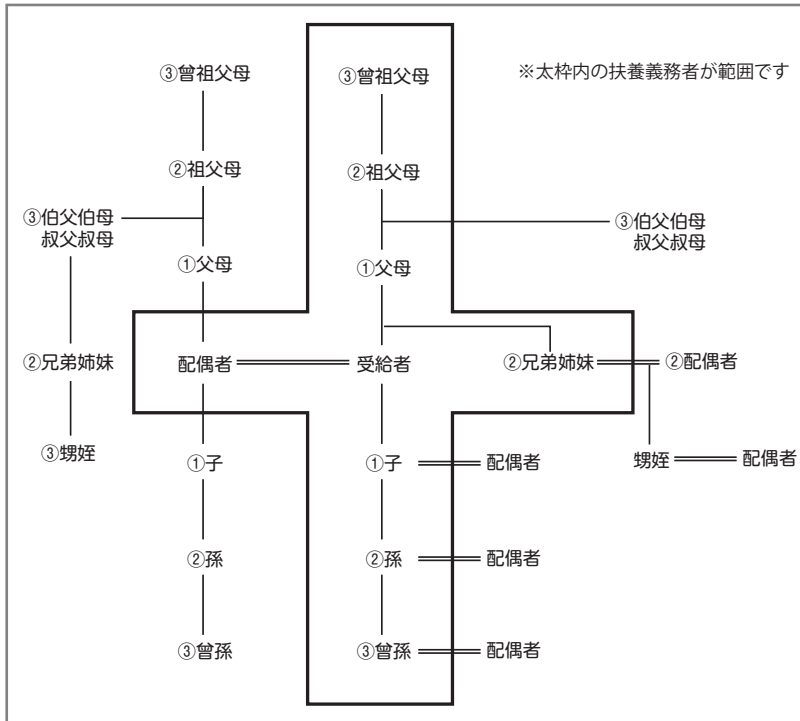 ③曾祖父母
③曾祖父母
※太枠内の扶養義務者が範囲です
②祖父母
②祖父母
③伯父伯母
叔父叔母
③伯父伯母
叔父叔母
①父母
①父母
②兄弟姉妹
配偶者
受給者
②兄弟姉妹
②配偶者
③甥姪
①子
①子
配偶者
甥姪
配偶者
②孫
②孫
配偶者
③曾孫
③曾孫
配偶者